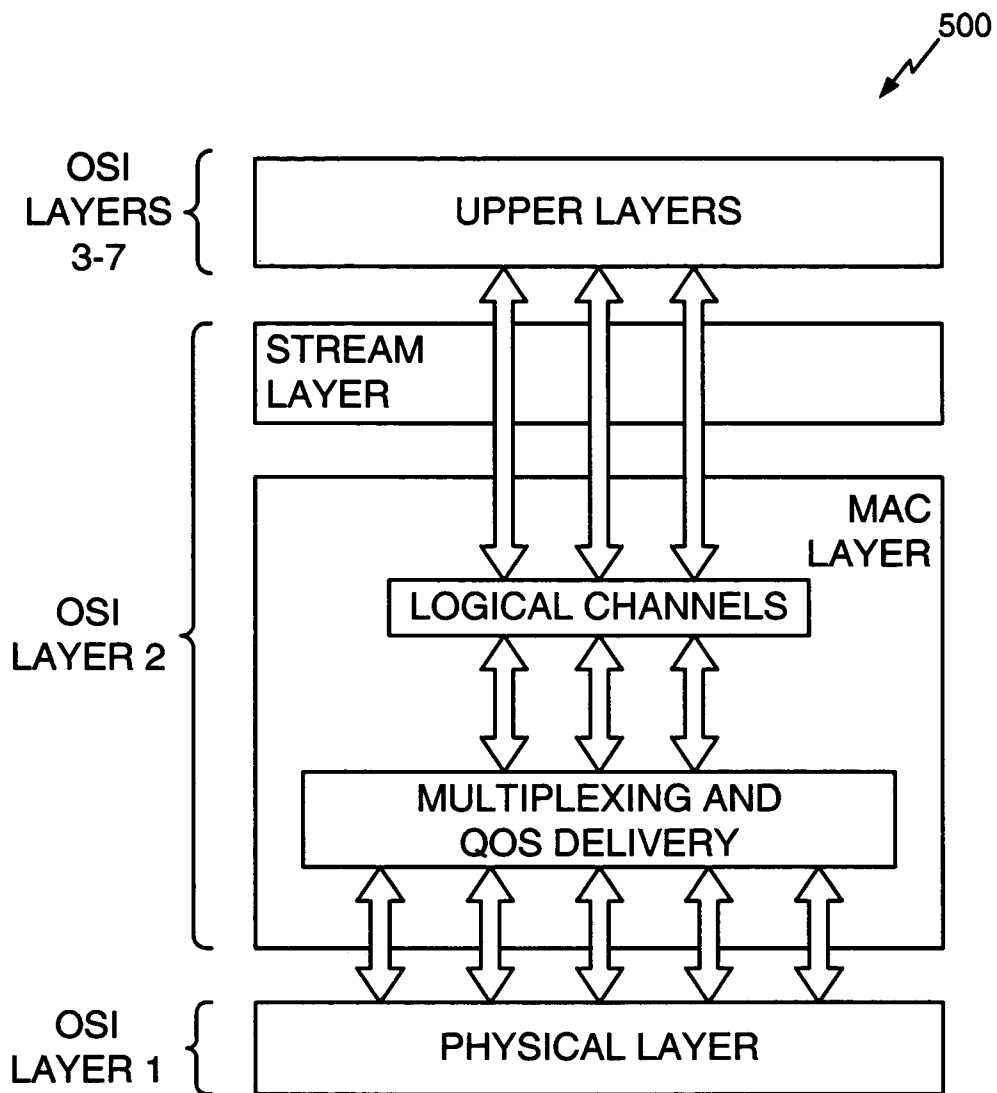 500
OSI
LAYERS
3-7
UPPER LAYERS
STREAM
LAYER
MAC
LAYER
LOGICAL CHANNELS
OSI
LAYER 2
MULTIPLEXING AND
QOS DELIVERY
OSI
LAYER 1
PHYSICAL LAYER